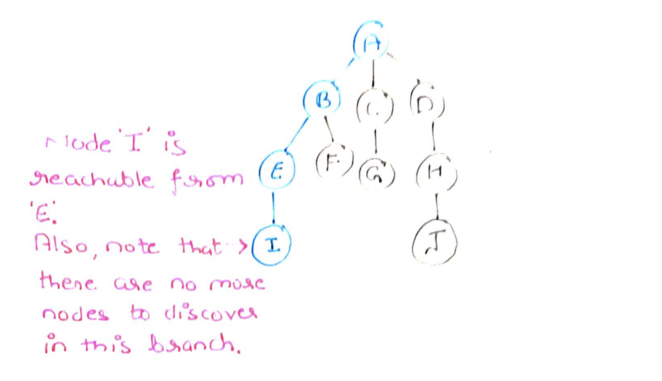 A
B C D
Node 'I' is
reachable from
'E'.
E F G H
Also, note that
I J
there are no more
nodes to discover
in this branch.